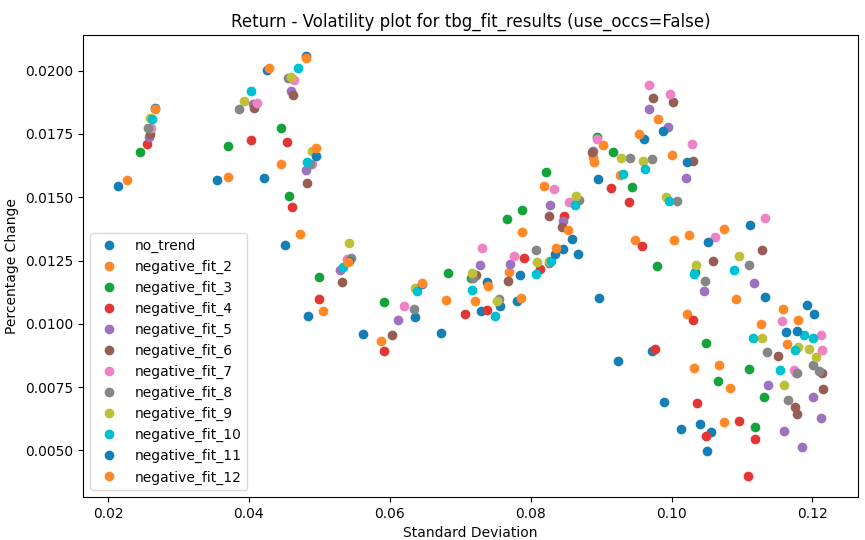 Return - Volatility plot for tbg_fit_results (use_occs=False)
Percentage Change
0.0200
0.0175
0.0150
0.0125
0.0100
0.0075
0.0050
no_trend
negative_fit_2
negative_fit_3
negative_fit_4
negative_fit_5
negative_fit_6
negative_fit_7
negative_fit_8
negative_fit_9
negative_fit_10
negative_fit_11
negative_fit_12
0.02 0.04 0.06 0.08 0.10 0.12
Standard Deviation